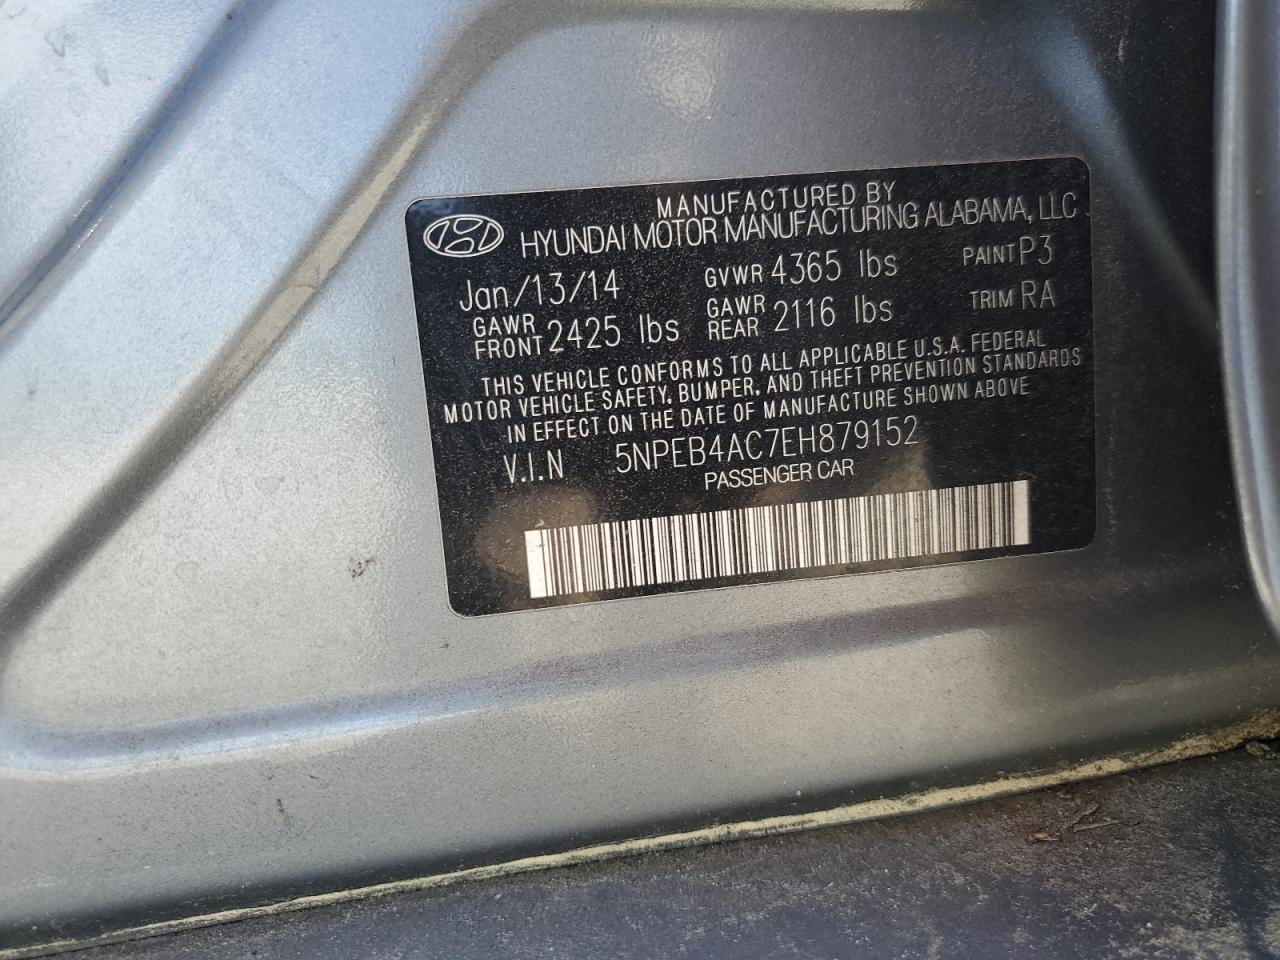 MANUFACTURED BY
HYUNDAI MOTOR MANUFACTURING ALABAMA, LLC
Jan/13/14 GVWR 4365 lbs PAINT P3
GAWR FRONT 2425 lbs GAWR REAR 2116 lbs TRIM RA
THIS VEHICLE CONFORMS TO ALL APPLICABLE U.S.A. FEDERAL
MOTOR VEHICLE SAFETY, BUMPER, AND THEFT PREVENTION STANDARDS
IN EFFECT ON THE DATE OF MANUFACTURE SHOWN ABOVE
V.I.N 5NPEB4AC7EH879152
PASSENGER CAR